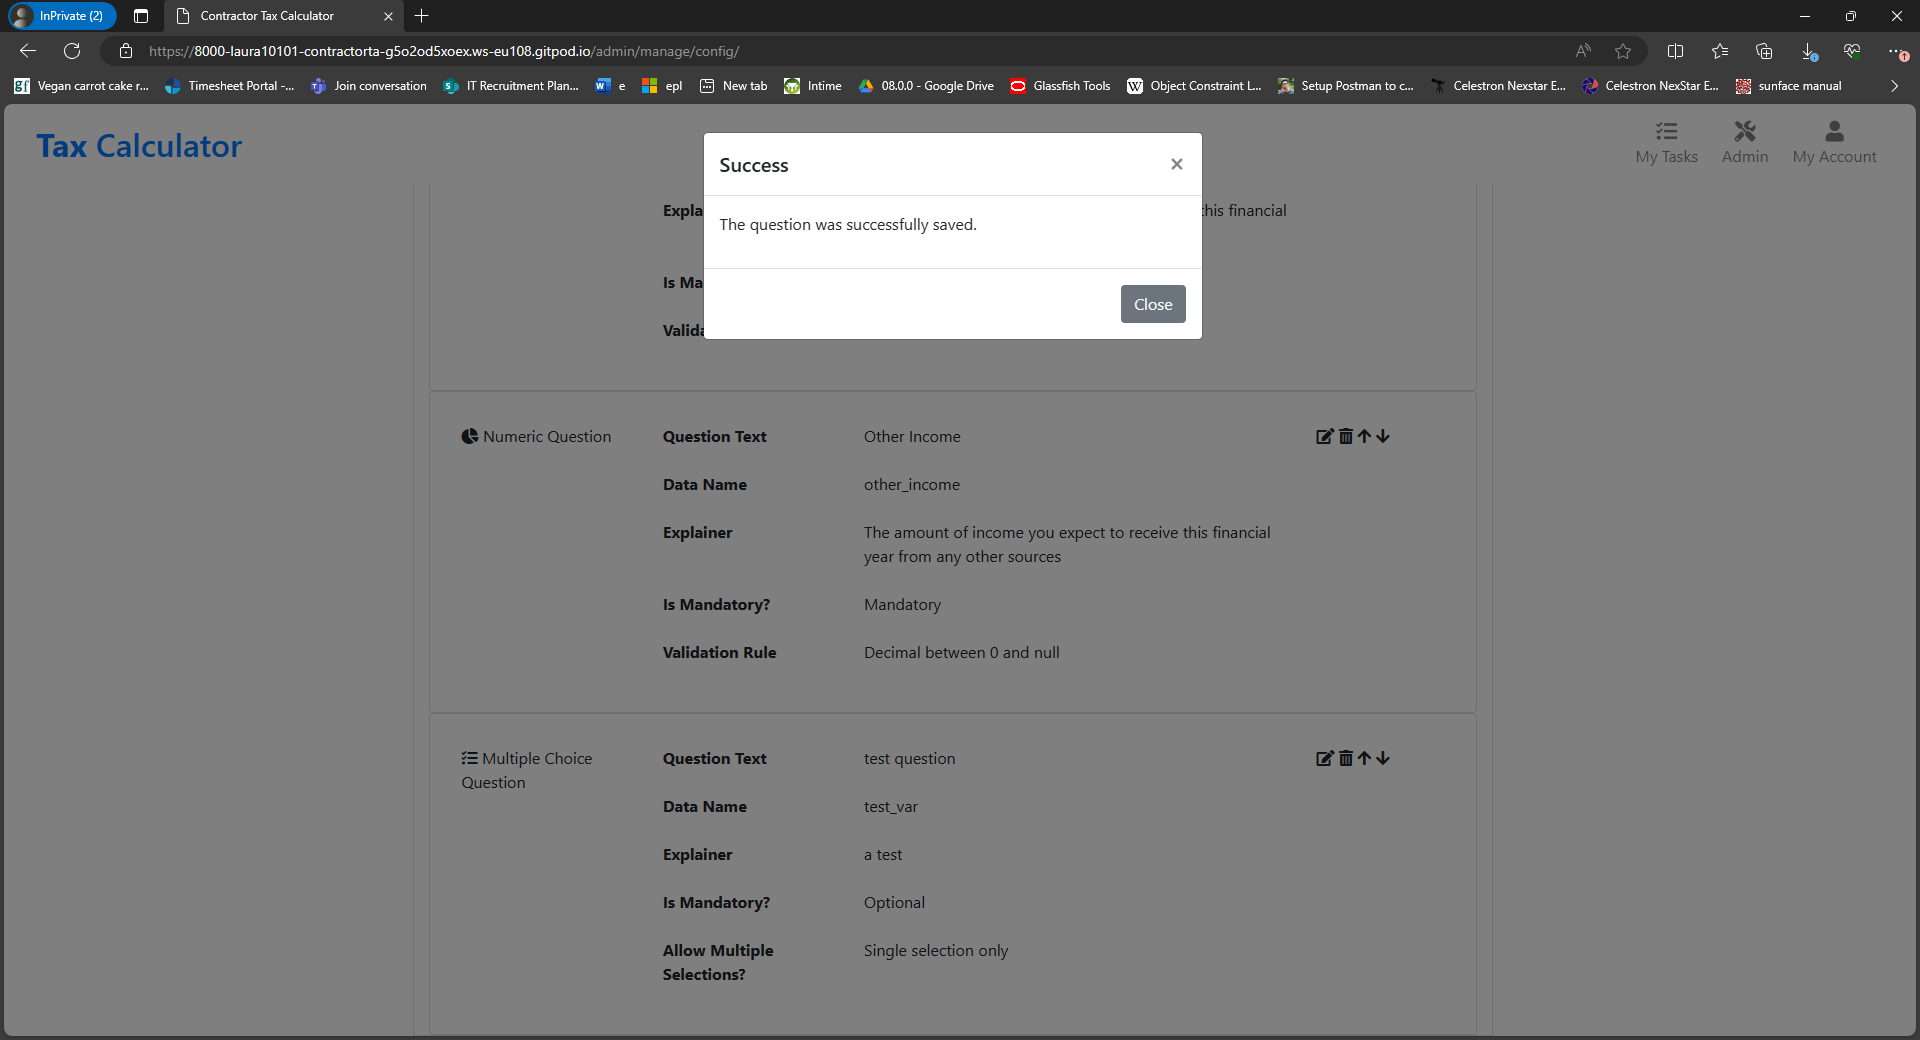 InPrivate (2)
Contractor Tax Calculator
https://8000-laura10101-contractorta-g5o2od5xoex.ws-eu108.gitpod.io/admin/manage/config/
Vegan carrot cake r... Timesheet Portal -... Join conversation IT Recruitment Plan... e epl New tab Intime 08.0.0 - Google Drive Glassfish Tools Object Constraint L... Setup Postman to c... Celestron Nexstar E... Celestron NexStar E... sunface manual
Tax Calculator
My Tasks Admin My Account
Success
The question was successfully saved.
Close
Expla
his financial
Is Ma
Valida
Numeric Question
Question Text Other Income
Data Name other_income
Explainer The amount of income you expect to receive this financial
year from any other sources
Is Mandatory? Mandatory
Validation Rule Decimal between 0 and null
Multiple Choice
Question
Question Text test question
Data Name test_var
Explainer a test
Is Mandatory? Optional
Allow Multiple
Selections?
Single selection only